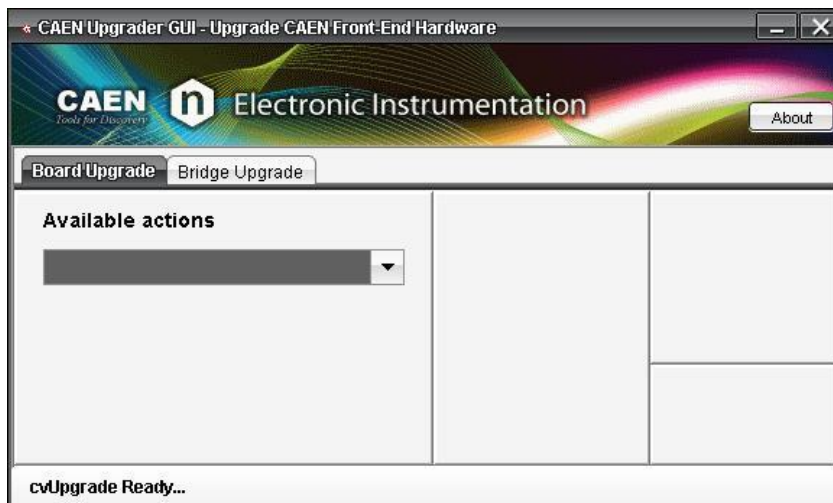 CAEN Upgrader GUI - Upgrade CAEN Front-End Hardware
CAEN n Electronic Instrumentation
Tools for Discovery
About
Board Upgrade Bridge Upgrade
Available actions
cvUpgrade Ready...